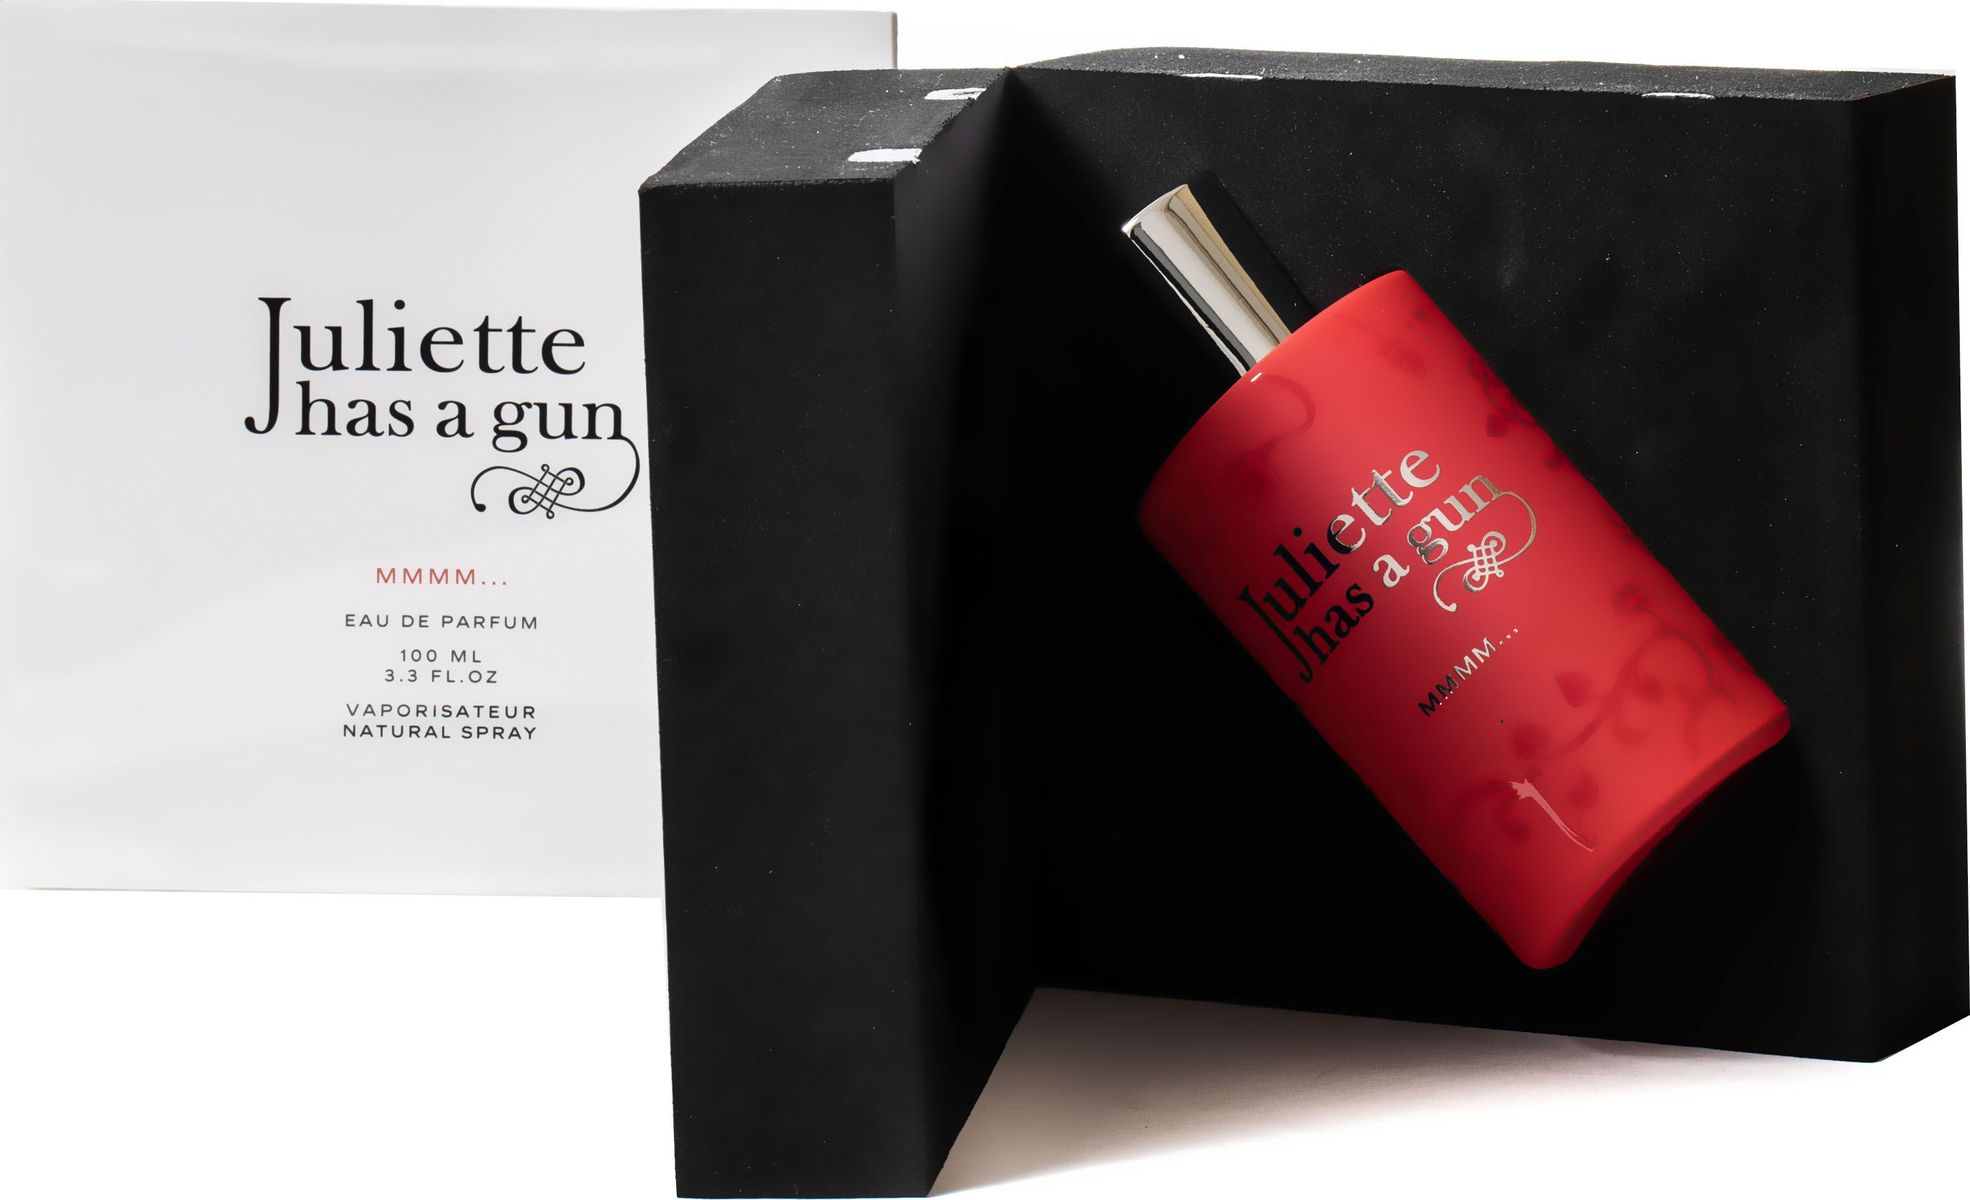 Juliette
has a gun
MMMM...
EAU DE PARFUM
100 ML
3.3 FL.OZ
VAPORISATEUR
NATURAL SPRAY
Juliette
has a gun
MMMM...